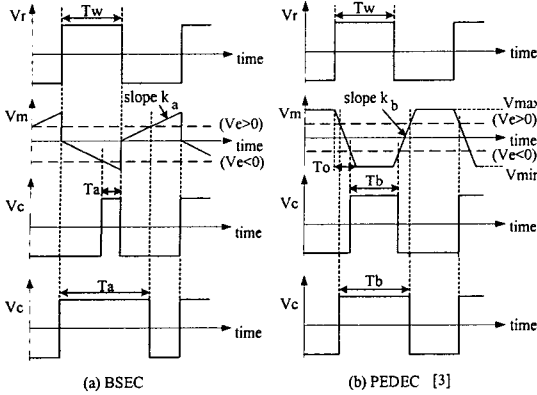 Vr
Tw
time
Vm
slope k a
(Ve>0)
time
(Ve<0)
Ta
Vc
time
Ta
Vc
time
(a) BSEC
Vr
Tw
time
Vm
slope k b
Vmax
(Ve>0)
time
(Ve<0)
Vmin
To
Tb
Vc
time
Tb
Vc
time
(b) PEDEC [3]